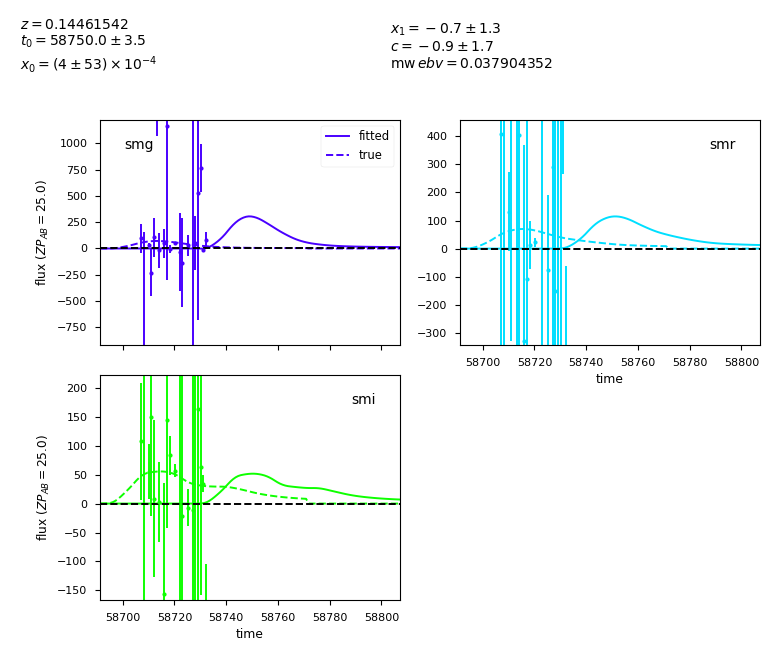 z = 0.14461542
t₀ = 58750.0 ± 3.5
x₀ = (4 ± 53) × 10⁻⁴
x₁ = −0.7 ± 1.3
c = −0.9 ± 1.7
mw ebv = 0.037904352
smg
fitted
true
1000
750
500
250
0
−250
−500
−750
flux (ZP_AB = 25.0)
smr
400
300
200
100
0
−100
−200
−300
58700 58720 58740 58760 58780 58800
time
smi
200
150
100
50
0
−50
−100
−150
flux (ZP_AB = 25.0)
58700 58720 58740 58760 58780 58800
time